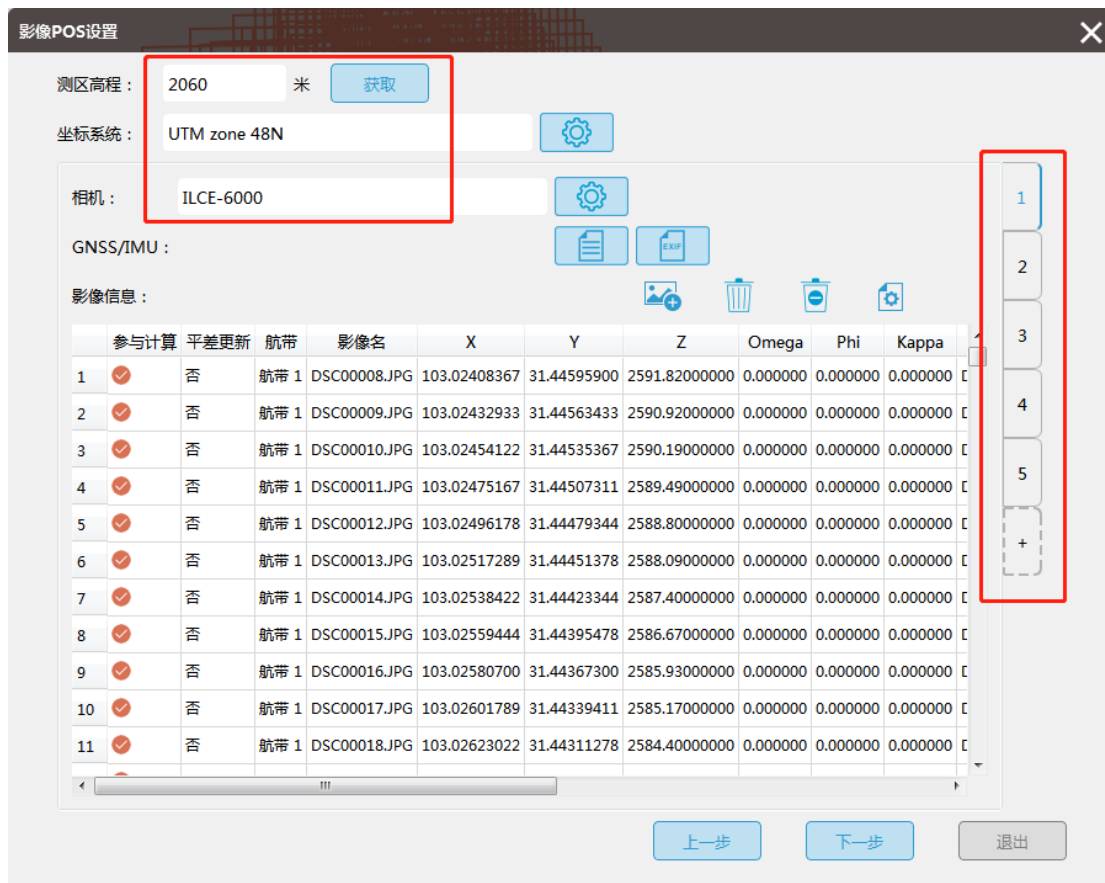 影像POS设置
测区高程： 2060 米 获取
坐标系统： UTM zone 48N
相机： ILCE-6000
GNSS/IMU：
EXIF
影像信息：
参与计算 平差更新 航带 影像名 X Y Z Omega Phi Kappa
1 否 航带 1 DSC00008.JPG 103.02408367 31.44595900 2591.82000000 0.000000 0.000000 0.000000
2 否 航带 1 DSC00009.JPG 103.02432933 31.44563433 2590.92000000 0.000000 0.000000 0.000000
3 否 航带 1 DSC00010.JPG 103.02454122 31.44535367 2590.19000000 0.000000 0.000000 0.000000
4 否 航带 1 DSC00011.JPG 103.02475167 31.44507311 2589.49000000 0.000000 0.000000 0.000000
5 否 航带 1 DSC00012.JPG 103.02496178 31.44479344 2588.80000000 0.000000 0.000000 0.000000
6 否 航带 1 DSC00013.JPG 103.02517289 31.44451378 2588.09000000 0.000000 0.000000 0.000000
7 否 航带 1 DSC00014.JPG 103.02538422 31.44423344 2587.40000000 0.000000 0.000000 0.000000
8 否 航带 1 DSC00015.JPG 103.02559444 31.44395478 2586.67000000 0.000000 0.000000 0.000000
9 否 航带 1 DSC00016.JPG 103.02580700 31.44367300 2585.93000000 0.000000 0.000000 0.000000
10 否 航带 1 DSC00017.JPG 103.02601789 31.44339411 2585.17000000 0.000000 0.000000 0.000000
11 否 航带 1 DSC00018.JPG 103.02623022 31.44311278 2584.40000000 0.000000 0.000000 0.000000
1
2
3
4
5
+
上一步 下一步 退出